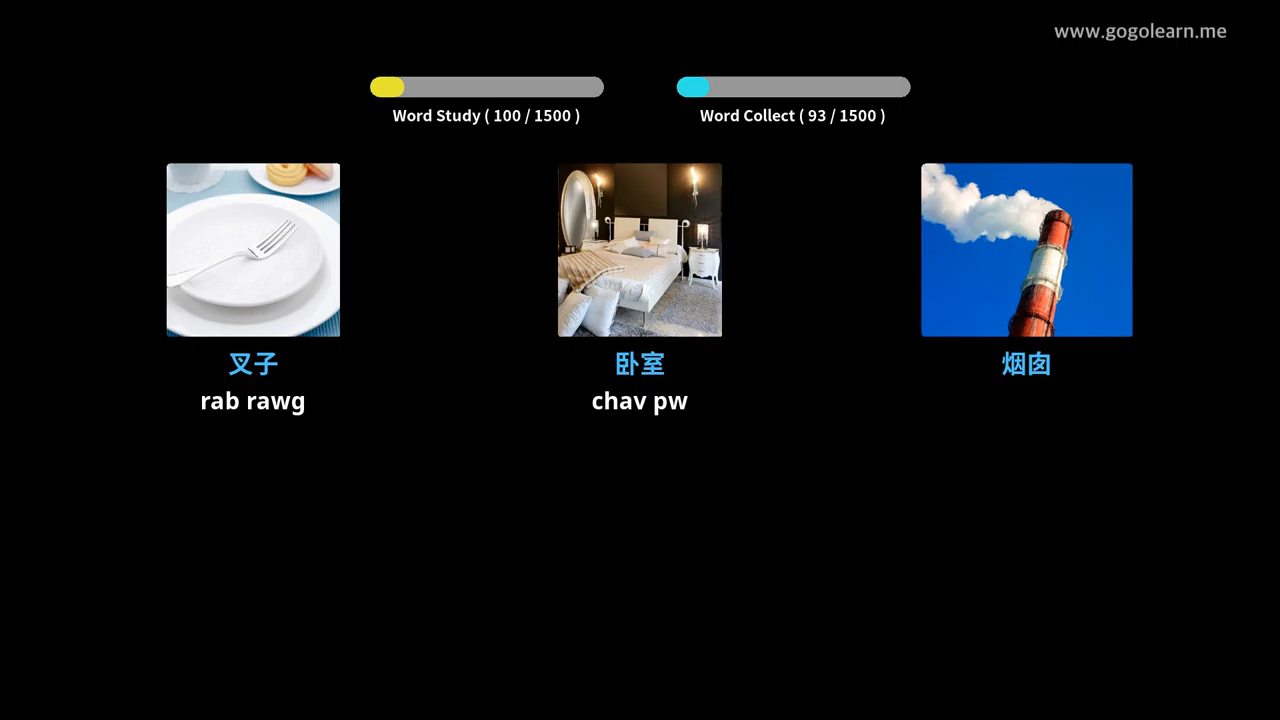 www.gogolearn.me
Word Study ( 100 / 1500 )
Word Collect ( 93 / 1500 )
叉子
卧室
烟囱
rab rawg
chav pw